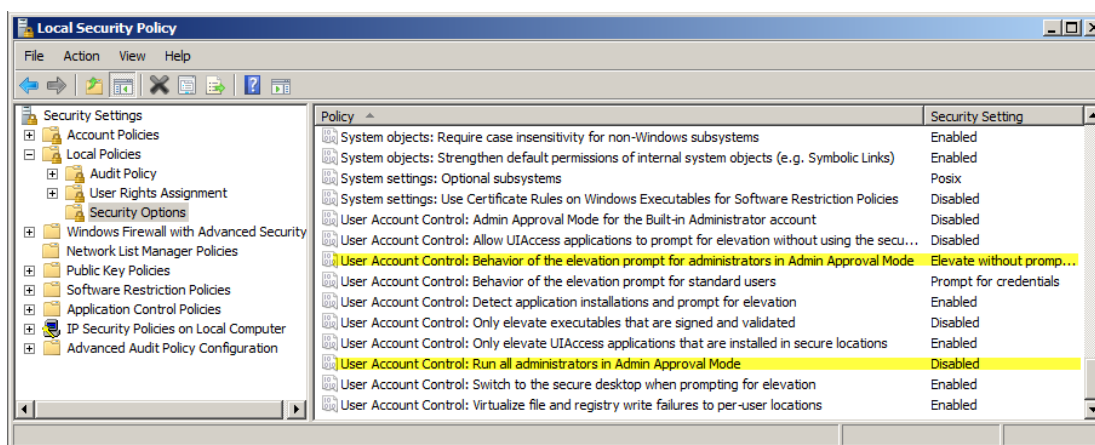 Local Security Policy
File Action View Help
Security Settings
Account Policies
Local Policies
Audit Policy
User Rights Assignment
Security Options
Windows Firewall with Advanced Security
Network List Manager Policies
Public Key Policies
Software Restriction Policies
Application Control Policies
IP Security Policies on Local Computer
Advanced Audit Policy Configuration
Policy Security Setting
System objects: Require case insensitivity for non-Windows subsystems Enabled
System objects: Strengthen default permissions of internal system objects (e.g. Symbolic Links) Enabled
System settings: Optional subsystems Posix
System settings: Use Certificate Rules on Windows Executables for Software Restriction Policies Disabled
User Account Control: Admin Approval Mode for the Built-in Administrator account Disabled
User Account Control: Allow UIAccess applications to prompt for elevation without using the secu... Disabled
User Account Control: Behavior of the elevation prompt for administrators in Admin Approval Mode Elevate without promp...
User Account Control: Behavior of the elevation prompt for standard users Prompt for credentials
User Account Control: Detect application installations and prompt for elevation Enabled
User Account Control: Only elevate executables that are signed and validated Disabled
User Account Control: Only elevate UIAccess applications that are installed in secure locations Enabled
User Account Control: Run all administrators in Admin Approval Mode Disabled
User Account Control: Switch to the secure desktop when prompting for elevation Enabled
User Account Control: Virtualize file and registry write failures to per-user locations Enabled